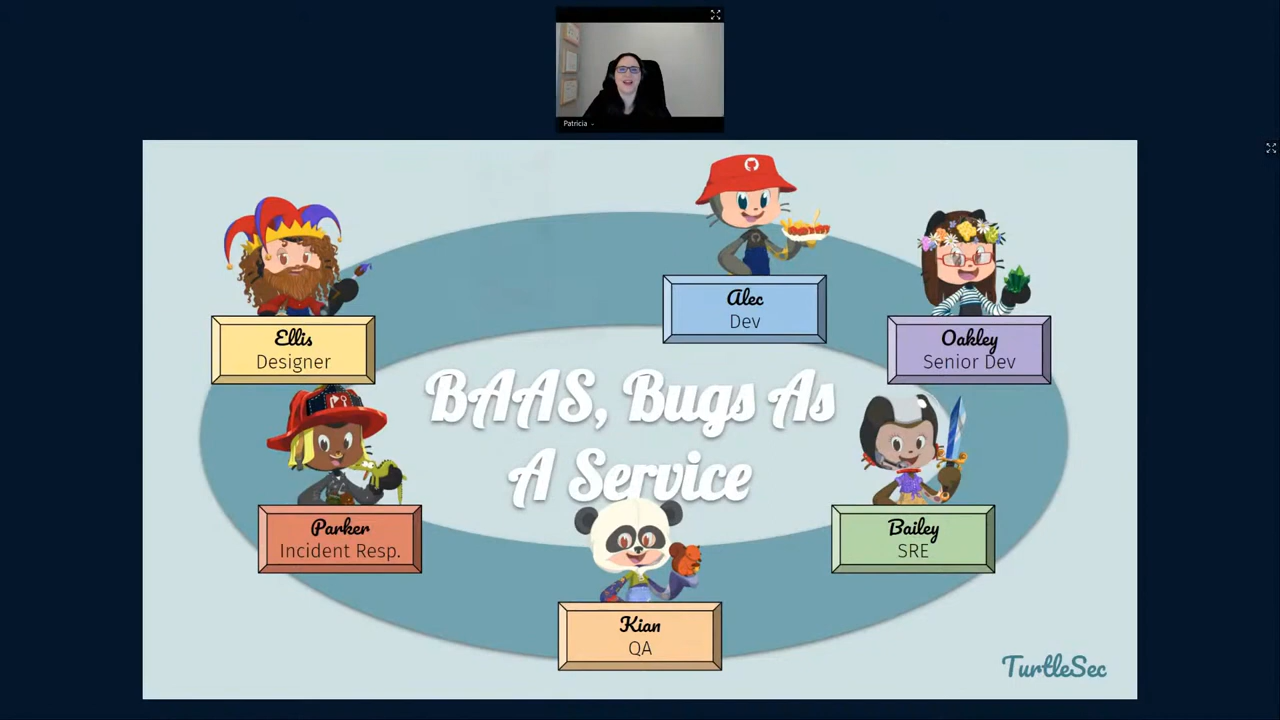 Patricia
Alec
Dev
Ellis
Designer
Oakley
Senior Dev
BAAS, Bugs As
A Service
Parker
Incident Resp.
Bailey
SRE
Kian
QA
TurtleSec